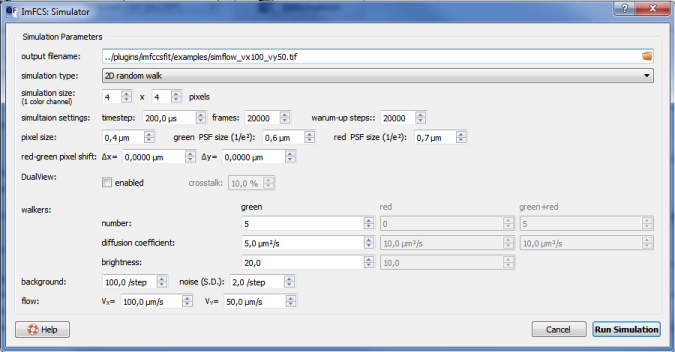 ImFCS: Simulator
Simulation Parameters
output filename: ../plugins/imfccsfit/examples/simflow_vx100_vy50.tif
simulation type: 2D random walk
simulation size: 4 x 4 pixels
(1 color channel)
simultaion settings: timestep: 200,0 µs frames: 20000 warum-up steps:: 20000
pixel size: 0,4 µm green PSF size (1/e²): 0,6 µm red PSF size (1/e²): 0,7 µm
red-green pixel shift: Δx= 0,0000 µm Δy= 0,0000 µm
DualView: enabled crosstalk: 10,0 %
walkers: green red green+red
number: 5 0 5
diffusion coefficient: 5,0 µm²/s 10,0 µm²/s 10,0 µm²/s
brightness: 20,0 10,0
background: 100,0 /step noise (S.D.): 2,0 /step
flow: Vx= 100,0 µm/s Vy= 50,0 µm/s
Help Cancel Run Simulation